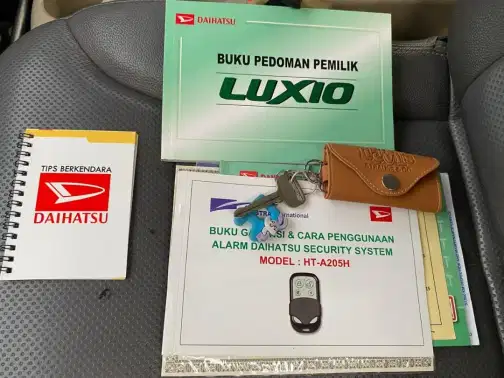 DAIHATSU
BUKU PEDOMAN PEMILIK
LUXIO
TIPS BERKENDARA
DAIHATSU
International
BUKU GA SI & CARA PENGGUNAAN
ALARM DAIHATSU SECURITY SYSTEM
MODEL : HT-A205H